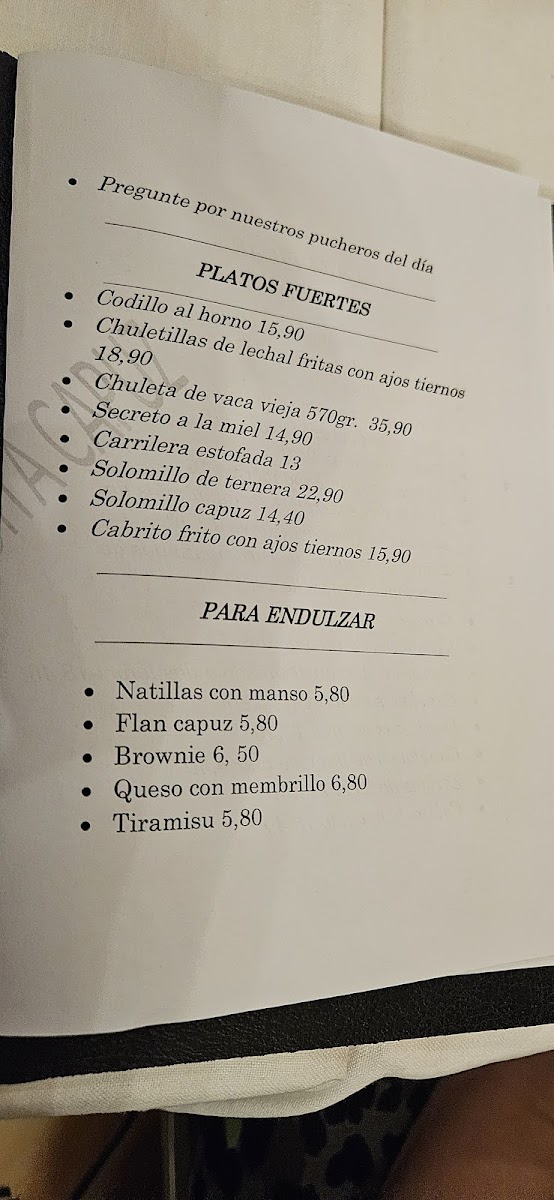 • Pregunte por nuestros pucheros del día
PLATOS FUERTES
• Codillo al horno 15,90
• Chuletillas de lechal fritas con ajos tiernos
18,90
• Chuleta de vaca vieja 570gr. 35,90
• Secreto a la miel 14,90
• Carrilera estofada 13
• Solomillo de ternera 22,90
• Solomillo capuz 14,40
• Cabrito frito con ajos tiernos 15,90
PARA ENDULZAR
• Natillas con manso 5,80
• Flan capuz 5,80
• Brownie 6, 50
• Queso con membrillo 6,80
• Tiramisu 5,80
CAPUZ